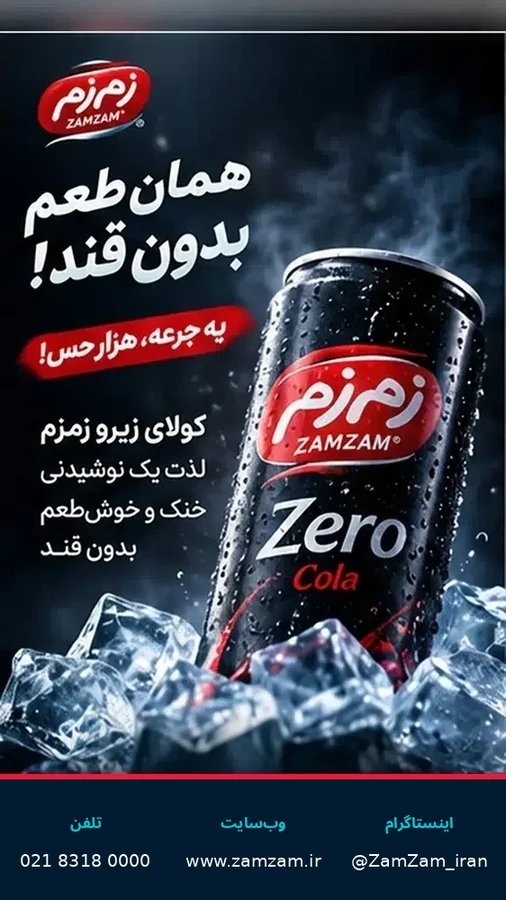 زمزم
ZAMZAM®
همان طعم
بدون قند!
یه جرعه، هزار حس!
کولای زیرو زمزم
لذت یک نوشیدنی
خنک و خوش‌طعم
بدون قنـد
زمزم
ZAMZAM®
Zero
Cola
اینستاگرام
@ZamZam_iran
وب‌سایت
www.zamzam.ir
تلفن
021 8318 0000